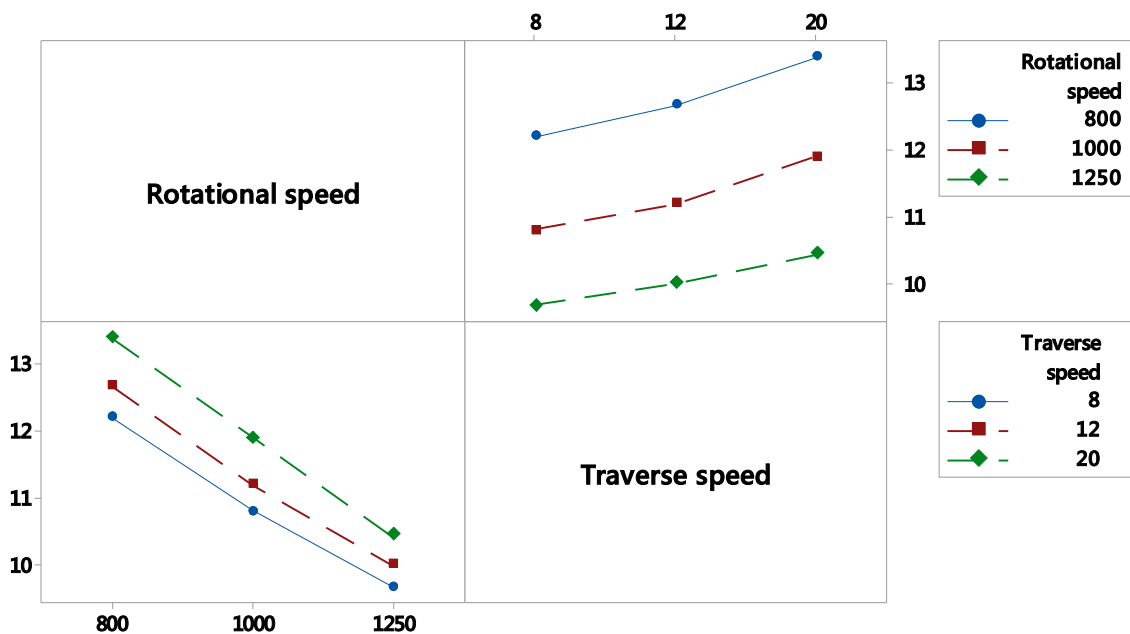 8 12 20
Rotational speed
13
12
11
10
Rotational
speed
800
1000
1250
13
12
11
10
Traverse speed
800 1000 1250
Traverse
speed
8
12
20